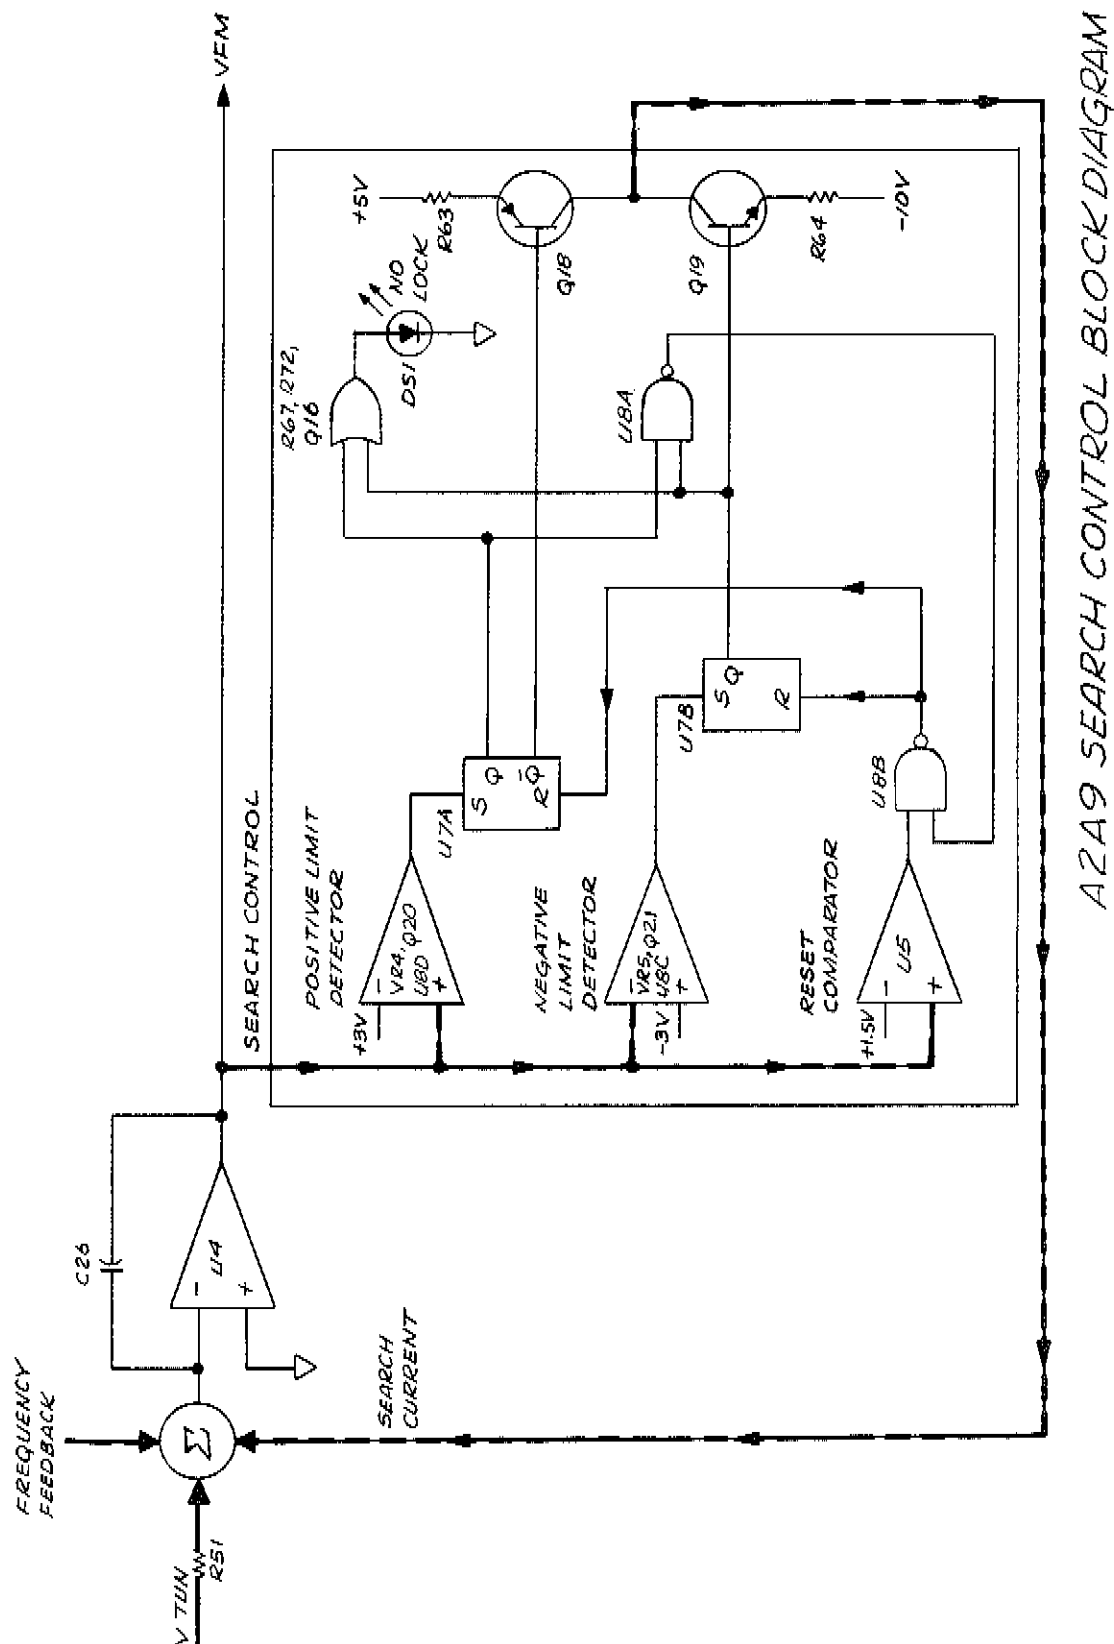 FREQUENCY
FEEDBACK
V TUN
R51
Σ
C26
−
U4
+
SEARCH
CURRENT
VFM
SEARCH CONTROL
POSITIVE LIMIT
DETECTOR
+3V
−
VR4, Q20
U8D
+
U7A
S
Q
Q̅
R
NEGATIVE
LIMIT
DETECTOR
−
VR5, Q21
U8C
−3V
+
U7B
S
Q
R
RESET
COMPARATOR
+1.5V
−
U5
+
U8B
R67, R72,
Q16
DS1
NO
LOCK
U8A
+5V
R63
Q18
Q19
R64
−10V
A2A9 SEARCH CONTROL BLOCK DIAGRAM